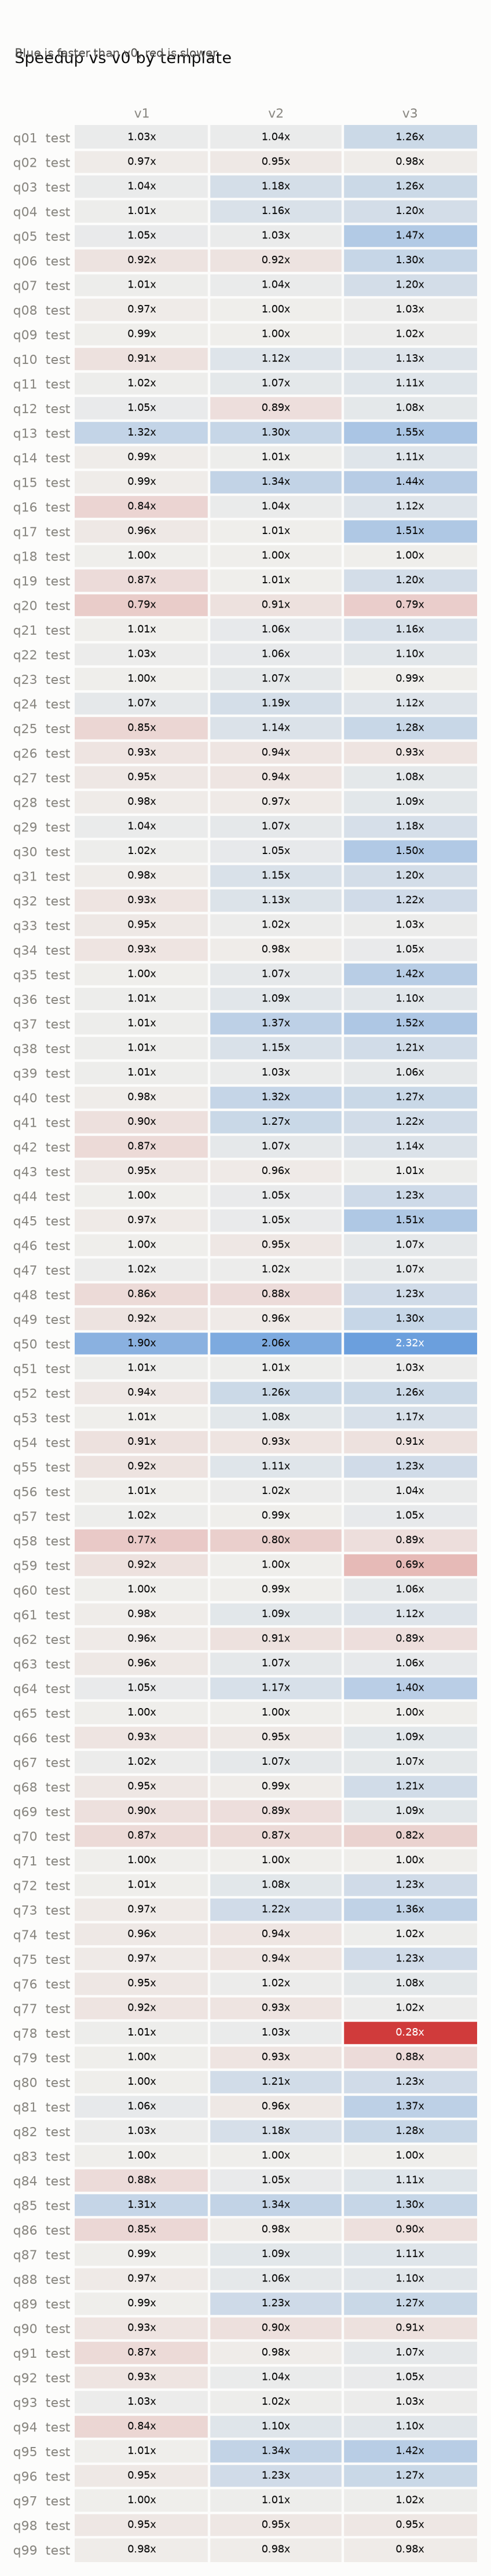 Blue is faster than v0, red is slower
Speedup vs v0 by template
v1 v2 v3
q01 test 1.03x 1.04x 1.26x
q02 test 0.97x 0.95x 0.98x
q03 test 1.04x 1.18x 1.26x
q04 test 1.01x 1.16x 1.20x
q05 test 1.05x 1.03x 1.47x
q06 test 0.92x 0.92x 1.30x
q07 test 1.01x 1.04x 1.20x
q08 test 0.97x 1.00x 1.03x
q09 test 0.99x 1.00x 1.02x
q10 test 0.91x 1.12x 1.13x
q11 test 1.02x 1.07x 1.11x
q12 test 1.05x 0.89x 1.08x
q13 test 1.32x 1.30x 1.55x
q14 test 0.99x 1.01x 1.11x
q15 test 0.99x 1.34x 1.44x
q16 test 0.84x 1.04x 1.12x
q17 test 0.96x 1.01x 1.51x
q18 test 1.00x 1.00x 1.00x
q19 test 0.87x 1.01x 1.20x
q20 test 0.79x 0.91x 0.79x
q21 test 1.01x 1.06x 1.16x
q22 test 1.03x 1.06x 1.10x
q23 test 1.00x 1.07x 0.99x
q24 test 1.07x 1.19x 1.12x
q25 test 0.85x 1.14x 1.28x
q26 test 0.93x 0.94x 0.93x
q27 test 0.95x 0.94x 1.08x
q28 test 0.98x 0.97x 1.09x
q29 test 1.04x 1.07x 1.18x
q30 test 1.02x 1.05x 1.50x
q31 test 0.98x 1.15x 1.20x
q32 test 0.93x 1.13x 1.22x
q33 test 0.95x 1.02x 1.03x
q34 test 0.93x 0.98x 1.05x
q35 test 1.00x 1.07x 1.42x
q36 test 1.01x 1.09x 1.10x
q37 test 1.01x 1.37x 1.52x
q38 test 1.01x 1.15x 1.21x
q39 test 1.01x 1.03x 1.06x
q40 test 0.98x 1.32x 1.27x
q41 test 0.90x 1.27x 1.22x
q42 test 0.87x 1.07x 1.14x
q43 test 0.95x 0.96x 1.01x
q44 test 1.00x 1.05x 1.23x
q45 test 0.97x 1.05x 1.51x
q46 test 1.00x 0.95x 1.07x
q47 test 1.02x 1.02x 1.07x
q48 test 0.86x 0.88x 1.23x
q49 test 0.92x 0.96x 1.30x
q50 test 1.90x 2.06x 2.32x
q51 test 1.01x 1.01x 1.03x
q52 test 0.94x 1.26x 1.26x
q53 test 1.01x 1.08x 1.17x
q54 test 0.91x 0.93x 0.91x
q55 test 0.92x 1.11x 1.23x
q56 test 1.01x 1.02x 1.04x
q57 test 1.02x 0.99x 1.05x
q58 test 0.77x 0.80x 0.89x
q59 test 0.92x 1.00x 0.69x
q60 test 1.00x 0.99x 1.06x
q61 test 0.98x 1.09x 1.12x
q62 test 0.96x 0.91x 0.89x
q63 test 0.96x 1.07x 1.06x
q64 test 1.05x 1.17x 1.40x
q65 test 1.00x 1.00x 1.00x
q66 test 0.93x 0.95x 1.09x
q67 test 1.02x 1.07x 1.07x
q68 test 0.95x 0.99x 1.21x
q69 test 0.90x 0.89x 1.09x
q70 test 0.87x 0.87x 0.82x
q71 test 1.00x 1.00x 1.00x
q72 test 1.01x 1.08x 1.23x
q73 test 0.97x 1.22x 1.36x
q74 test 0.96x 0.94x 1.02x
q75 test 0.97x 0.94x 1.23x
q76 test 0.95x 1.02x 1.08x
q77 test 0.92x 0.93x 1.02x
q78 test 1.01x 1.03x 0.28x
q79 test 1.00x 0.93x 0.88x
q80 test 1.00x 1.21x 1.23x
q81 test 1.06x 0.96x 1.37x
q82 test 1.03x 1.18x 1.28x
q83 test 1.00x 1.00x 1.00x
q84 test 0.88x 1.05x 1.11x
q85 test 1.31x 1.34x 1.30x
q86 test 0.85x 0.98x 0.90x
q87 test 0.99x 1.09x 1.11x
q88 test 0.97x 1.06x 1.10x
q89 test 0.99x 1.23x 1.27x
q90 test 0.93x 0.90x 0.91x
q91 test 0.87x 0.98x 1.07x
q92 test 0.93x 1.04x 1.05x
q93 test 1.03x 1.02x 1.03x
q94 test 0.84x 1.10x 1.10x
q95 test 1.01x 1.34x 1.42x
q96 test 0.95x 1.23x 1.27x
q97 test 1.00x 1.01x 1.02x
q98 test 0.95x 0.95x 0.95x
q99 test 0.98x 0.98x 0.98x